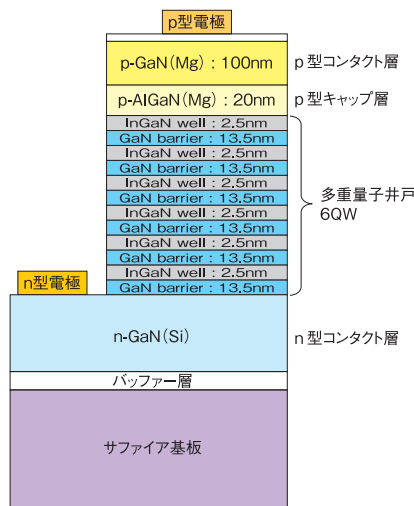 p型電極
p-GaN(Mg) : 100nm
p型コンタクト層
p-AlGaN(Mg) : 20nm
p型キャップ層
InGaN well : 2.5nm
GaN barrier : 13.5nm
InGaN well : 2.5nm
GaN barrier : 13.5nm
InGaN well : 2.5nm
GaN barrier : 13.5nm
InGaN well : 2.5nm
GaN barrier : 13.5nm
InGaN well : 2.5nm
GaN barrier : 13.5nm
InGaN well : 2.5nm
GaN barrier : 13.5nm
多重量子井戸
6QW
n型電極
n-GaN(Si)
n型コンタクト層
バッファー層
サファイア基板